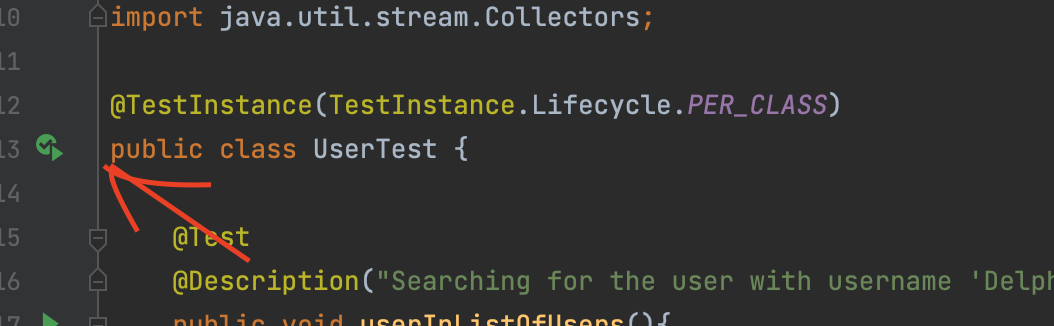 10 import java.util.stream.Collectors;
11
12 @TestInstance(TestInstance.Lifecycle.PER_CLASS)
13 public class UserTest {
14
15 @Test
16 @Description("Searching for the user with username 'Delph
17 public void userInListOfUsers(){